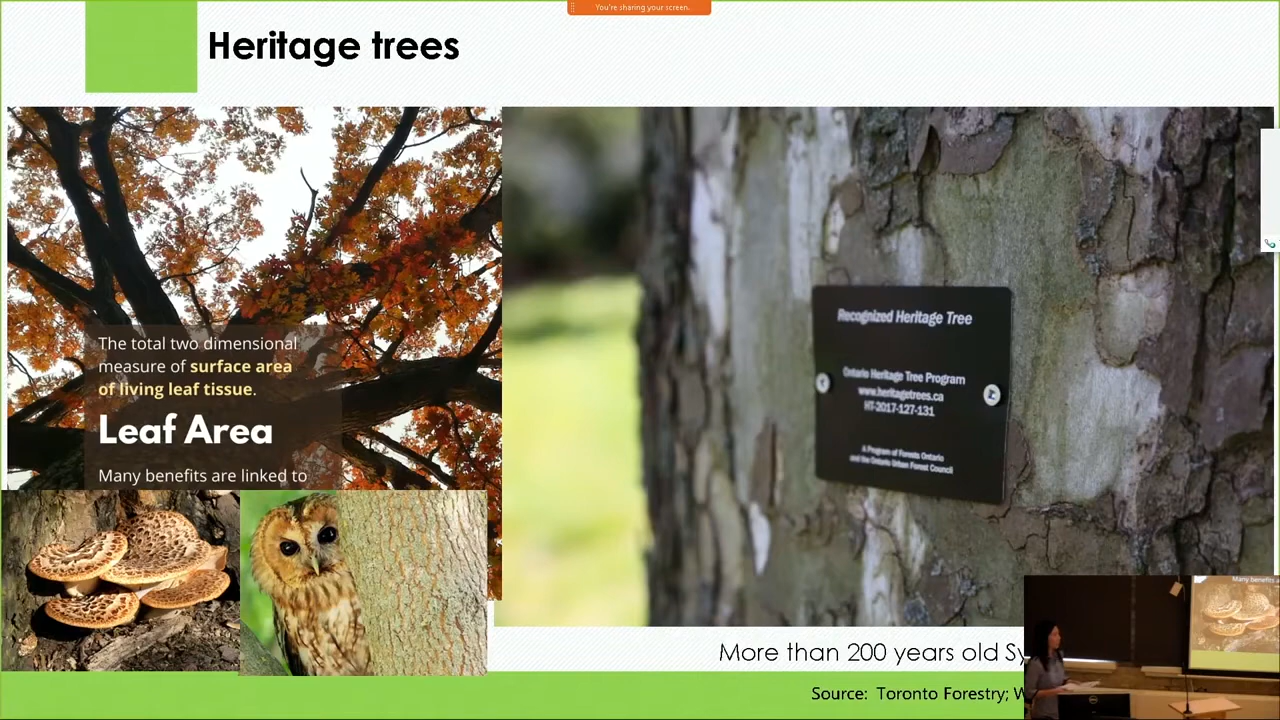 You're sharing your screen...
Heritage trees
The total two dimensional
measure of surface area
of living leaf tissue.
Leaf Area
Many benefits are linked to
Recognized Heritage Tree
Ontario Heritage Tree Program
www.heritagetrees.ca
HT-2017-127-131
A Program of Forests Ontario
and the Ontario Urban Forest Council
More than 200 years old Sy
Source: Toronto Forestry; W
Many benefits a